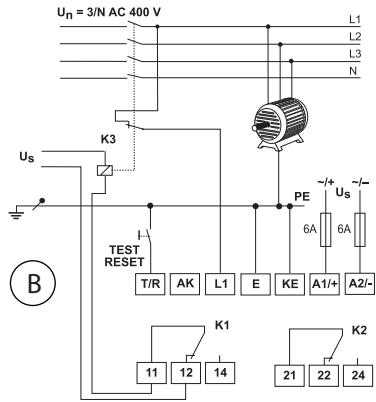 Un = 3/N AC 400 V
L1
L2
L3
N
K3
Us
PE
~/+
Us
~/–
6A
6A
TEST
RESET
T/R
AK
L1
E
KE
A1/+
A2/-
B
K1
K2
11
12
14
21
22
24